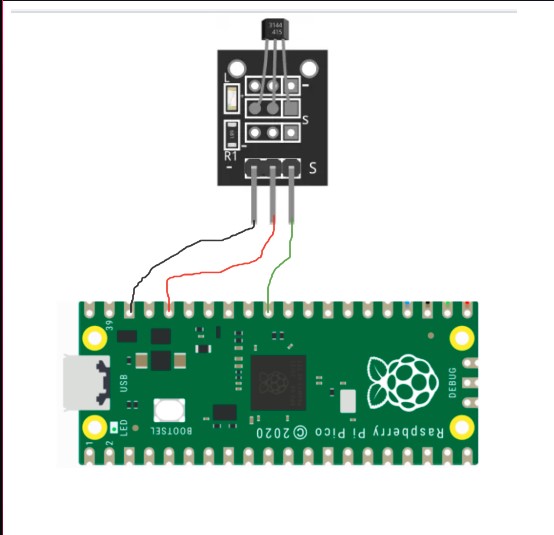 3144
415
L
-
S
R1
-
S
39
USB
DEBUG
LED
BOOTSEL
Raspberry Pi Pico © 2020
1
2